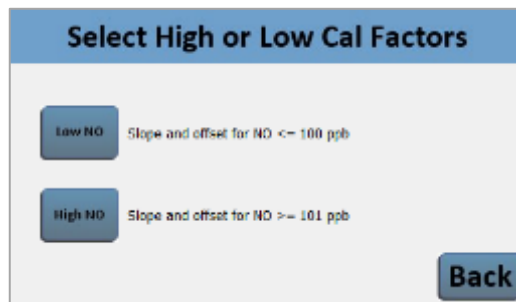 Select High or Low Cal Factors
Low NO
Slope and offset for NO <= 100 ppb
High NO
Slope and offset for NO >= 101 ppb
Back